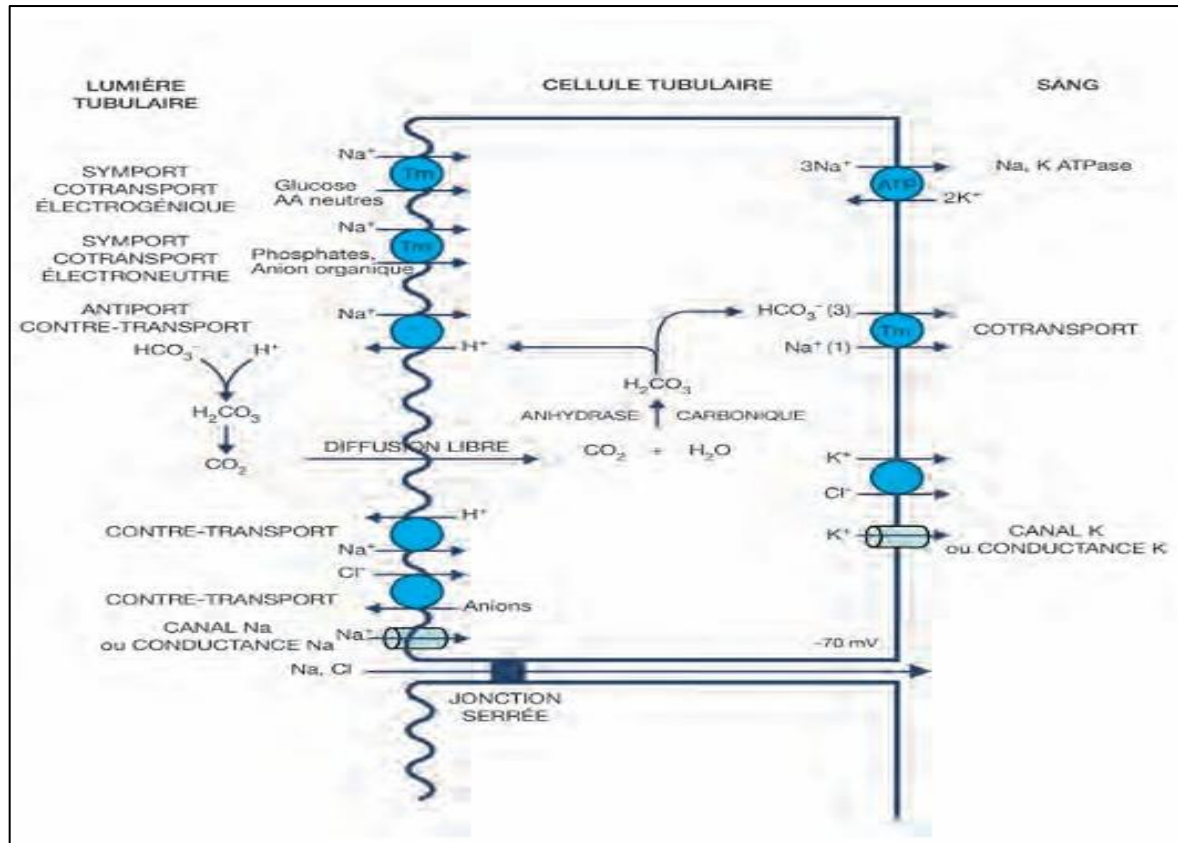 LUMIÈRE
TUBULAIRE
CELLULE TUBULAIRE
SANG
SYMPORT
COTRANSPORT
ÉLECTROGÉNIQUE
Na⁺
Tm
Glucose
AA neutres
3Na⁺
ATP
2K⁺
Na, K ATPase
SYMPORT
COTRANSPORT
ÉLECTRONEUTRE
Na⁺
Tm
Phosphates,
Anion organique
ANTIPORT
CONTRE-TRANSPORT
Na⁺
H⁺
HCO₃⁻ (3)
Tm
Na⁺ (1)
COTRANSPORT
HCO₃⁻ H⁺
H₂CO₃
CO₂
H₂CO₃
ANHYDRASE CARBONIQUE
DIFFUSION LIBRE
CO₂ + H₂O
K⁺
Cl⁻
K⁺
CANAL K
ou CONDUCTANCE K
CONTRE-TRANSPORT
H⁺
Na⁺
Cl⁻
CONTRE-TRANSPORT
Anions
CANAL Na
ou CONDUCTANCE Na
Na⁺
-70 mV
Na, Cl
JONCTION
SERRÉE